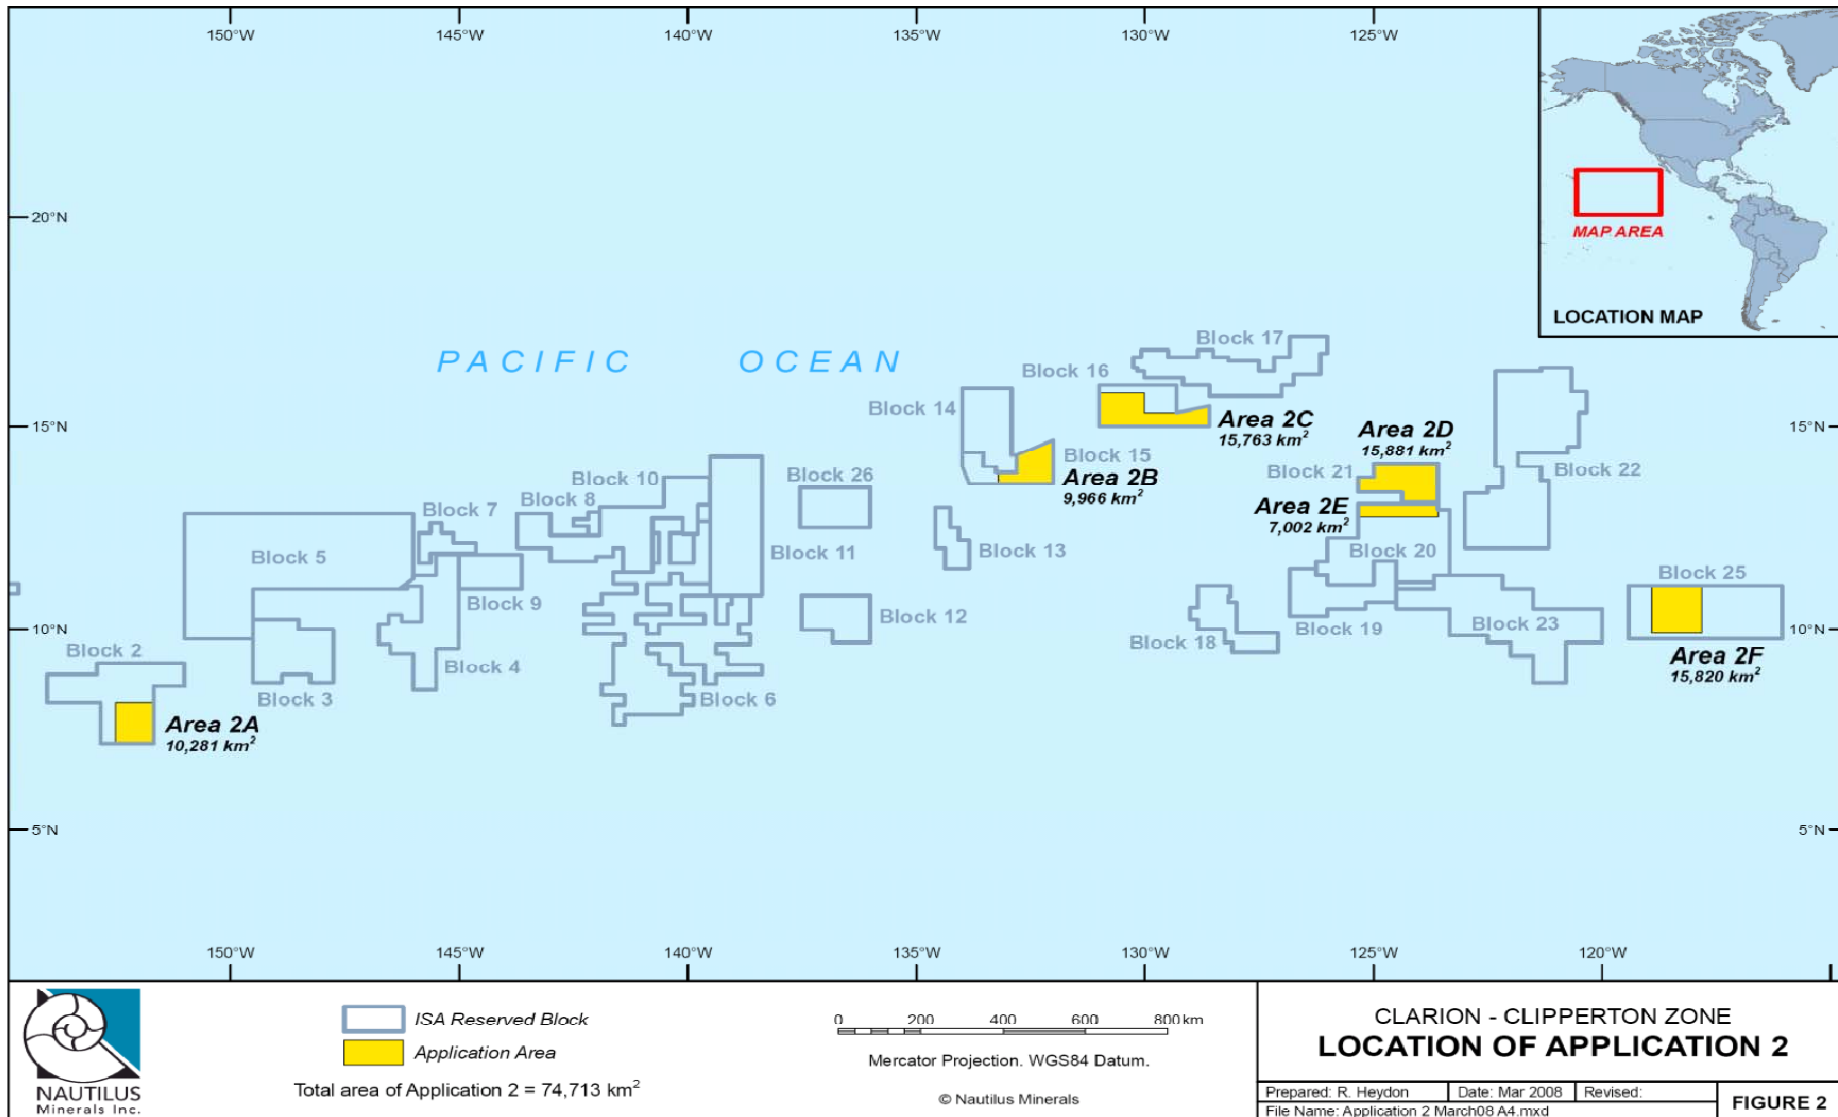 150°W 145°W 140°W 135°W 130°W 125°W
20°N
MAP AREA
LOCATION MAP
PACIFIC OCEAN
Block 17
Block 16
Block 14
Area 2C
15,763 km²
15°N
15°N
Area 2D
15,881 km²
Block 15
Area 2B
9,966 km²
Block 21
Block 22
Block 10
Block 26
Block 8
Block 7
Area 2E
7,002 km²
Block 5
Block 11
Block 13
Block 20
Block 25
Block 9
Block 12
Block 18
Block 19
Block 23
10°N
10°N
Block 2
Block 4
Block 3
Block 6
Area 2F
15,820 km²
Area 2A
10,281 km²
5°N
5°N
150°W 145°W 140°W 135°W 130°W 125°W 120°W
NAUTILUS
Minerals Inc.
ISA Reserved Block
Application Area
Total area of Application 2 = 74,713 km²
0 200 400 600 800 km
Mercator Projection. WGS84 Datum.
© Nautilus Minerals
CLARION - CLIPPERTON ZONE
LOCATION OF APPLICATION 2
Prepared: R. Heydon Date: Mar 2008 Revised:
File Name: Application 2 March08 A4.mxd
FIGURE 2